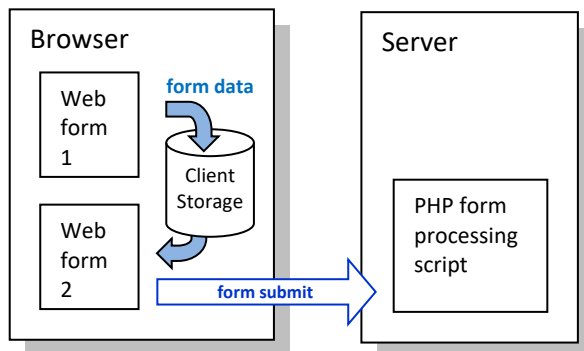 Browser
Server
form data
Web
form
1
Client
Storage
Web
form
2
PHP form
processing
script
form submit